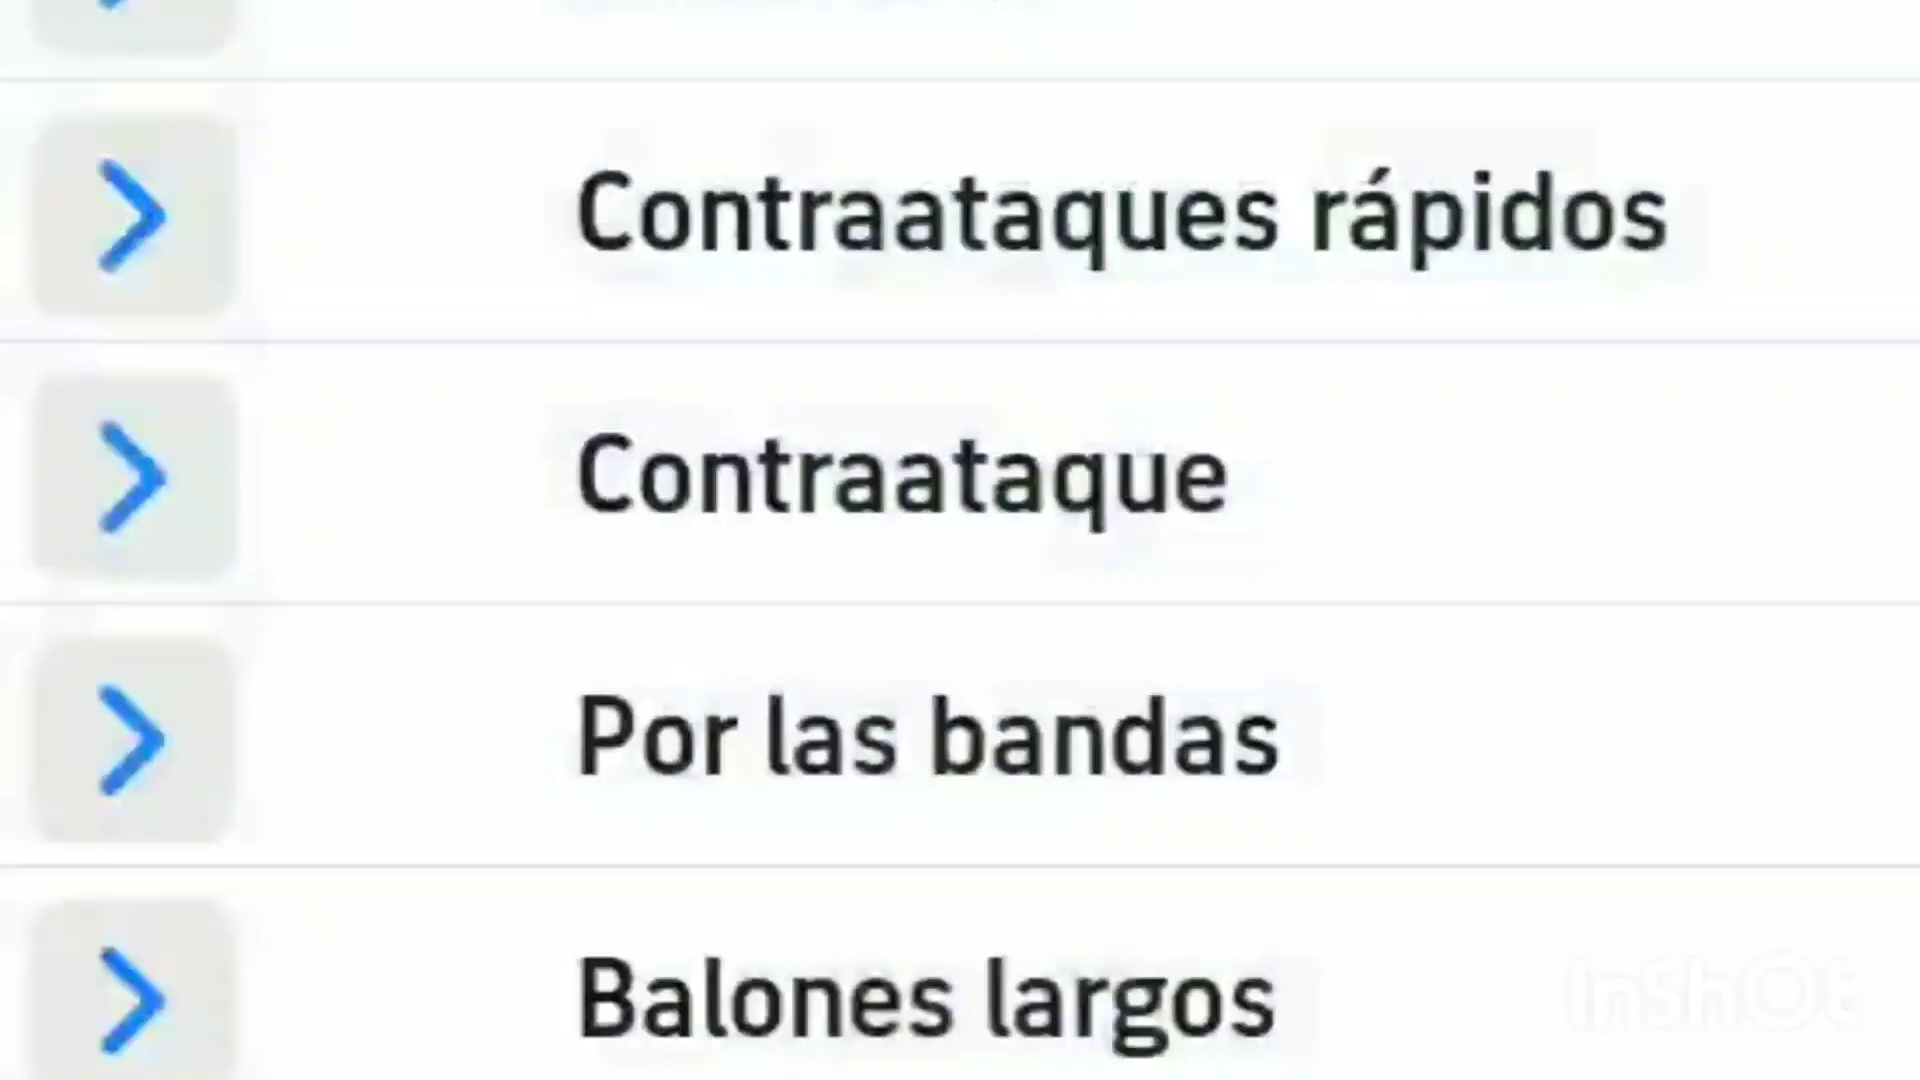 Contraataques rápidos
Contraataque
Por las bandas
Balones largos
InShOt